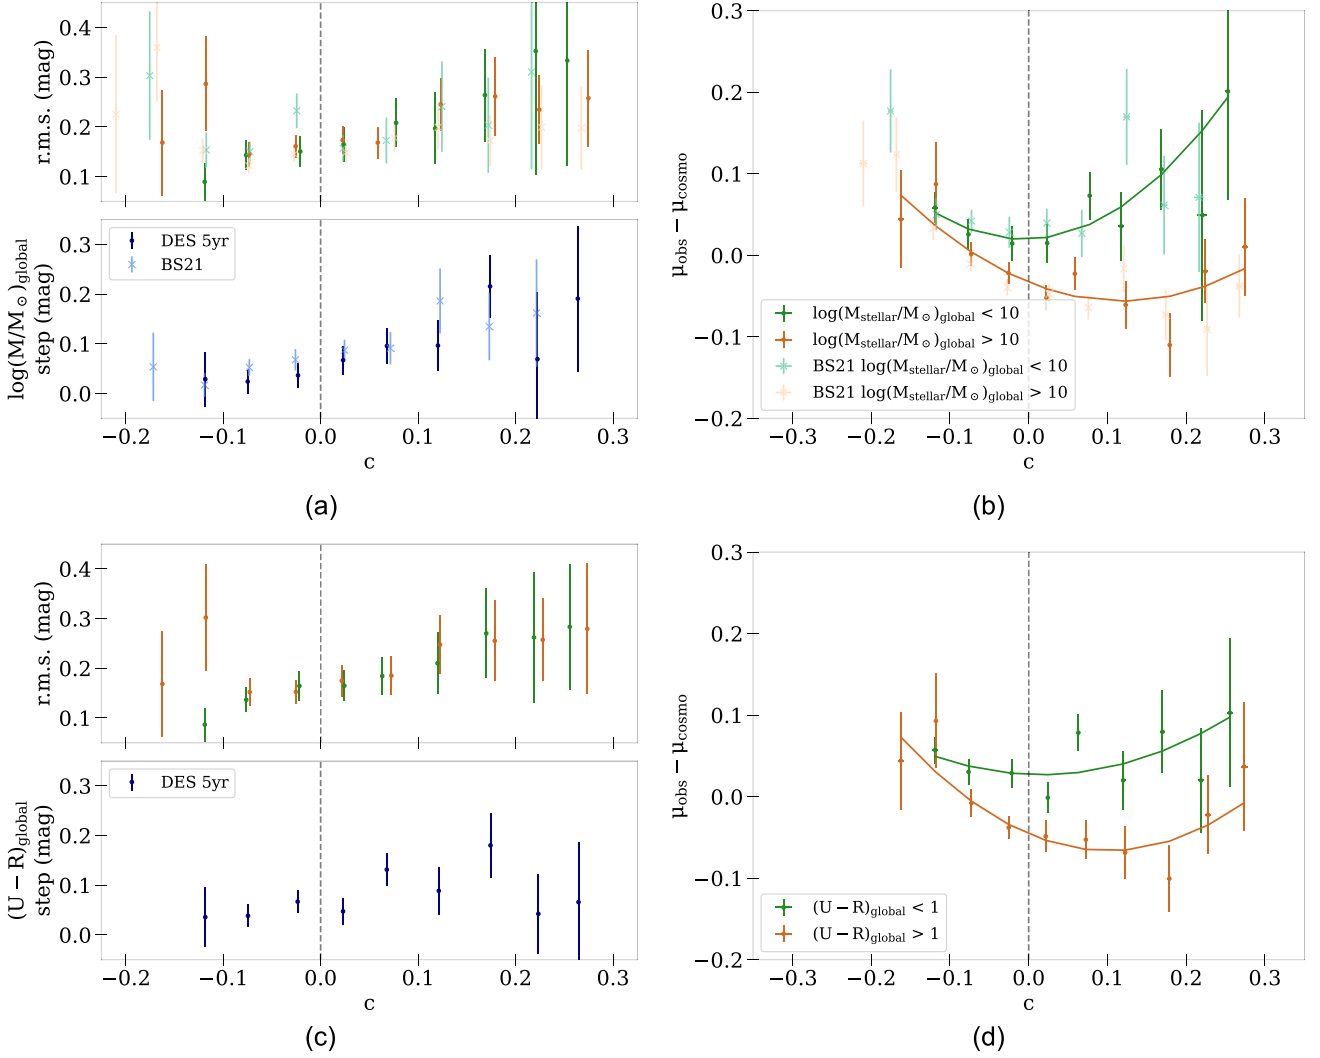 r.m.s. (mag)
0.4
0.3
0.2
0.1
log(M/M⊙)global
step (mag)
0.3
0.2
0.1
0.0
DES 5yr
BS21
−0.2 −0.1 0.0 0.1 0.2 0.3
c
(a)
μobs − μcosmo
0.3
0.2
0.1
0.0
−0.1
−0.2
log(Mstellar/M⊙)global < 10
log(Mstellar/M⊙)global > 10
BS21 log(Mstellar/M⊙)global < 10
BS21 log(Mstellar/M⊙)global > 10
−0.3 −0.2 −0.1 0.0 0.1 0.2 0.3
c
(b)
r.m.s. (mag)
0.4
0.3
0.2
0.1
(U − R)global
step (mag)
0.3
0.2
0.1
0.0
DES 5yr
−0.2 −0.1 0.0 0.1 0.2 0.3
c
(c)
μobs − μcosmo
0.3
0.2
0.1
0.0
−0.1
−0.2
(U − R)global < 1
(U − R)global > 1
−0.3 −0.2 −0.1 0.0 0.1 0.2 0.3
c
(d)